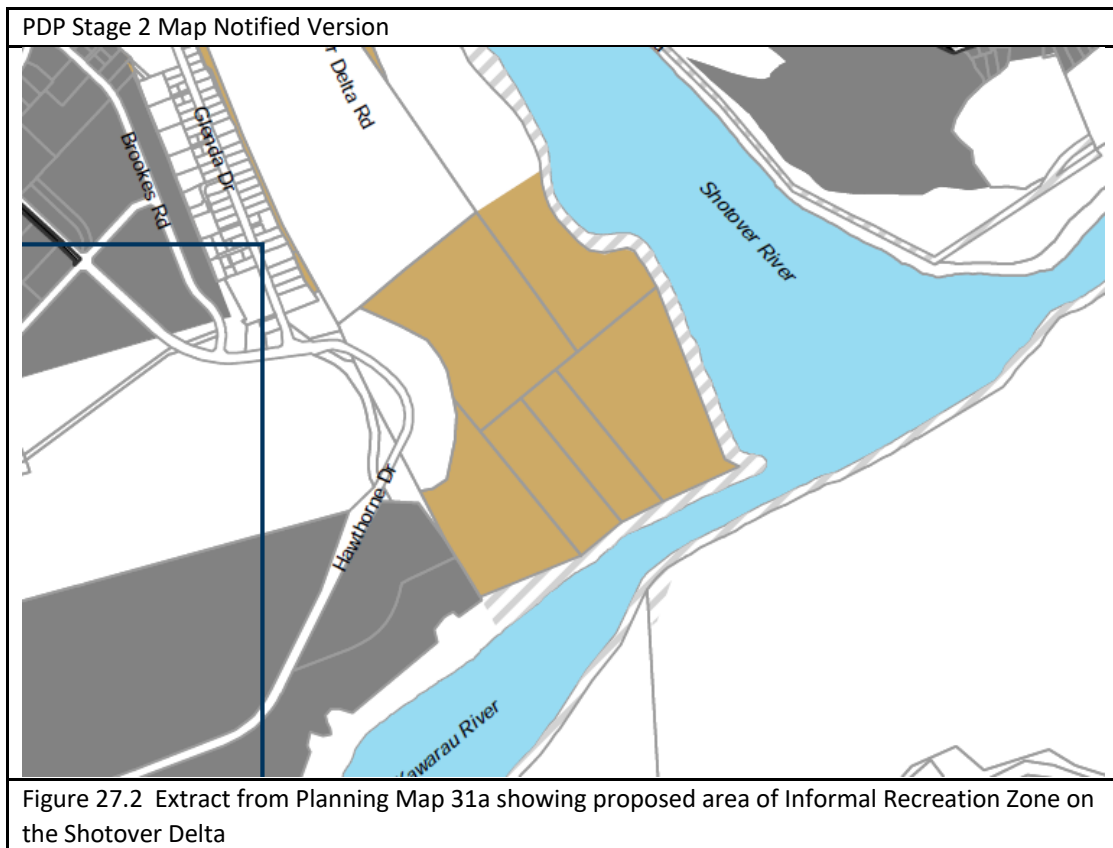 PDP Stage 2 Map Notified Version
r Delta Rd
Glenda Dr
Brookes Rd
Shotover River
Hawthorne Dr
Kawarau River
Figure 27.2 Extract from Planning Map 31a showing proposed area of Informal Recreation Zone on
the Shotover Delta